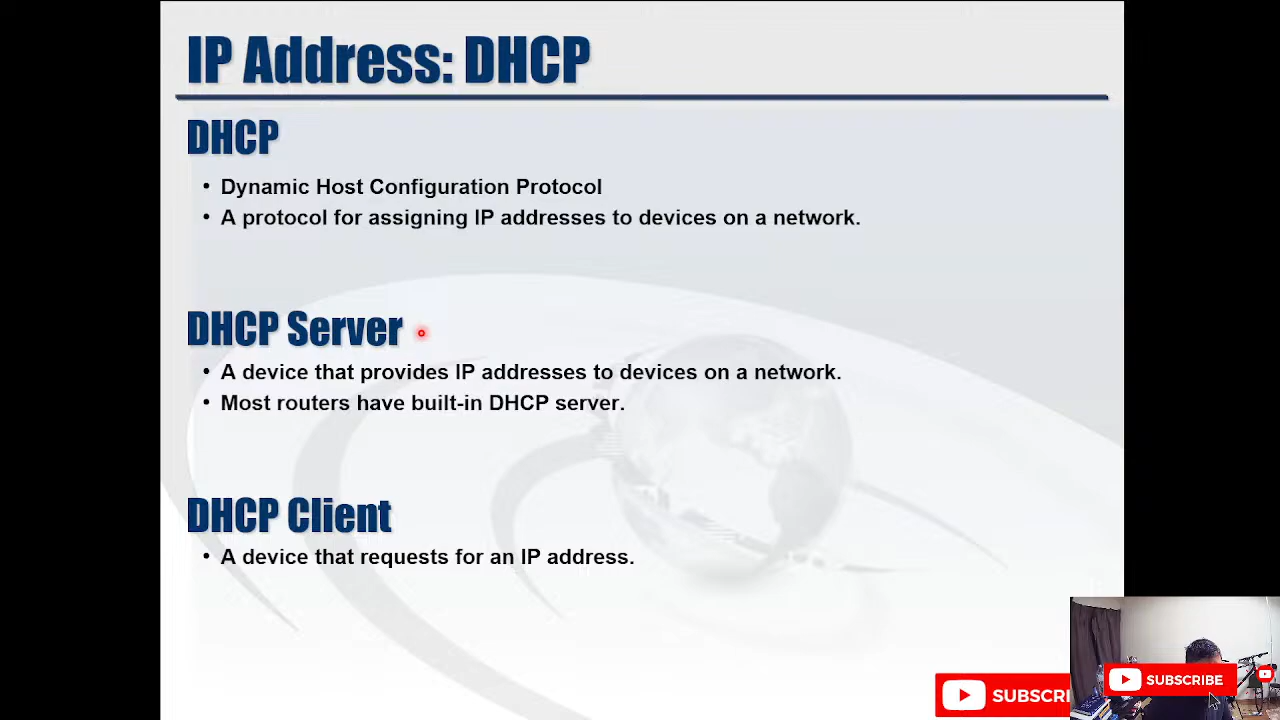 IP Address: DHCP
DHCP
• Dynamic Host Configuration Protocol
• A protocol for assigning IP addresses to devices on a network.
DHCP Server
• A device that provides IP addresses to devices on a network.
• Most routers have built-in DHCP server.
DHCP Client
• A device that requests for an IP address.
SUBSCRI
SUBSCRIBE